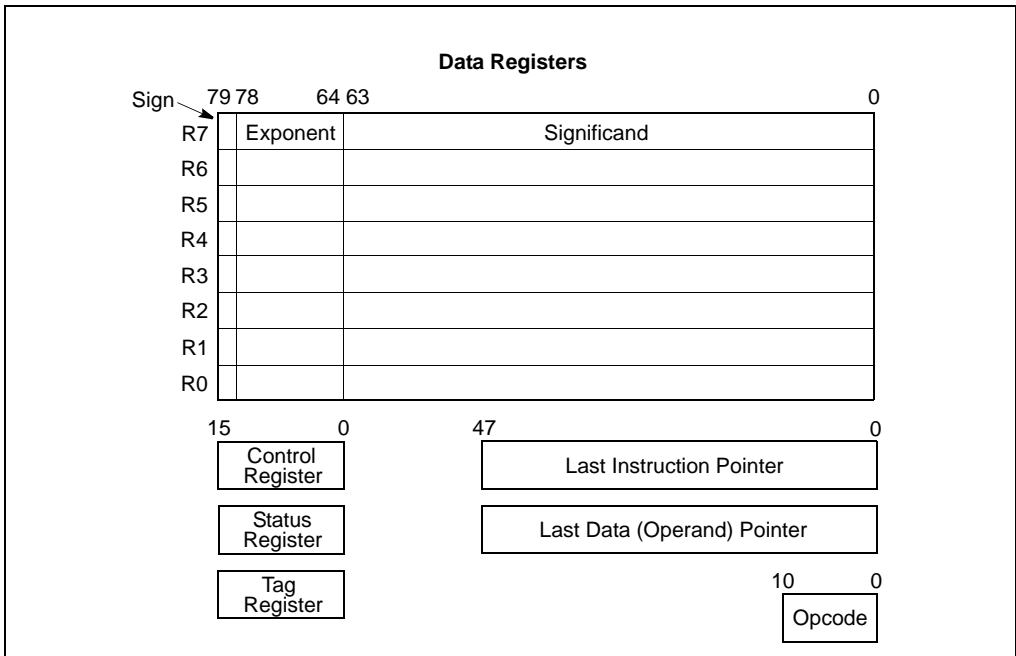 Data Registers
Sign 79 78 64 63 0
R7 Exponent Significand
R6
R5
R4
R3
R2
R1
R0
15 0 47 0
Control
Register
Last Instruction Pointer
Status
Register
Last Data (Operand) Pointer
Tag
Register
10 0
Opcode